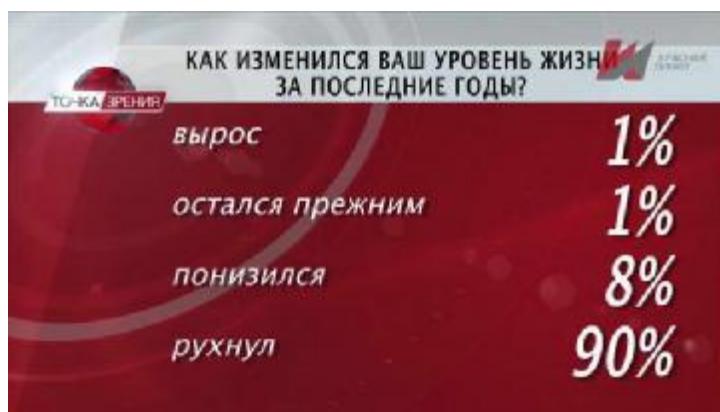 КАК ИЗМЕНИЛСЯ ВАШ УРОВЕНЬ ЖИЗНИ
ЗА ПОСЛЕДНИЕ ГОДЫ?
ТОЧКА ЗРЕНИЯ
вырос 1%
остался прежним 1%
понизился 8%
рухнул 90%